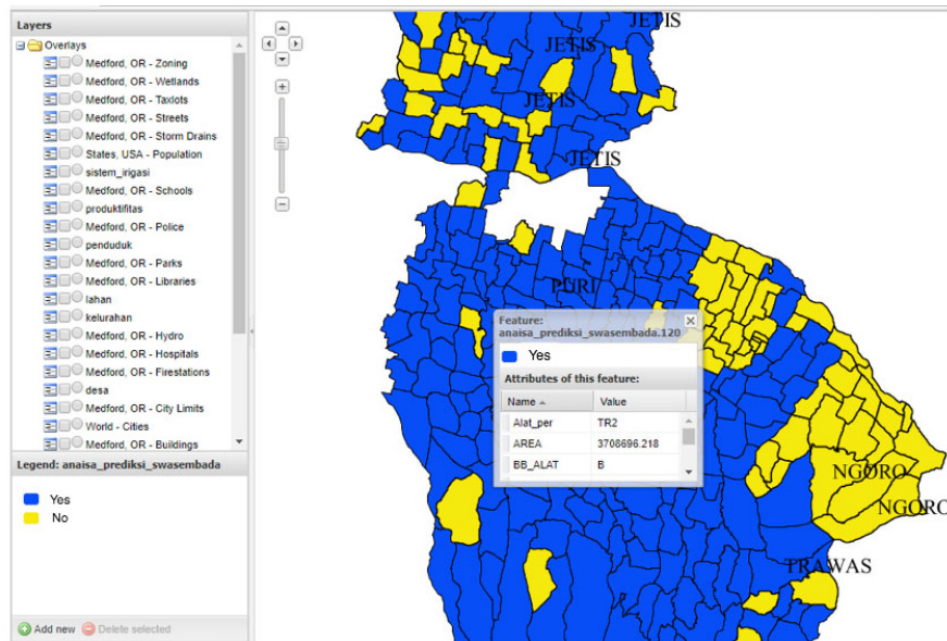 Layers
Overlays
Medford, OR - Zoning
Medford, OR - Wetlands
Medford, OR - Taxlots
Medford, OR - Streets
Medford, OR - Storm Drains
States, USA - Population
sistem_irigasi
Medford, OR - Schools
produktifitas
Medford, OR - Police
penduduk
Medford, OR - Parks
Medford, OR - Libraries
lahan
kelurahan
Medford, OR - Hydro
Medford, OR - Hospitals
Medford, OR - Firestations
desa
Medford, OR - City Limits
World - Cities
Medford, OR - Buildings
Legend: anaisa_prediksi_swasembada
Yes
No
Add new
Delete selected
JETIS
JETIS
JETIS
JETIS
PURI
Feature:
anaisa_prediksi_swasembada.120
Yes
Attributes of this feature:
Name Value
Alat_per TR2
AREA 3708696.218
BB_ALAT B
NGORO
NGORO
TRAWAS